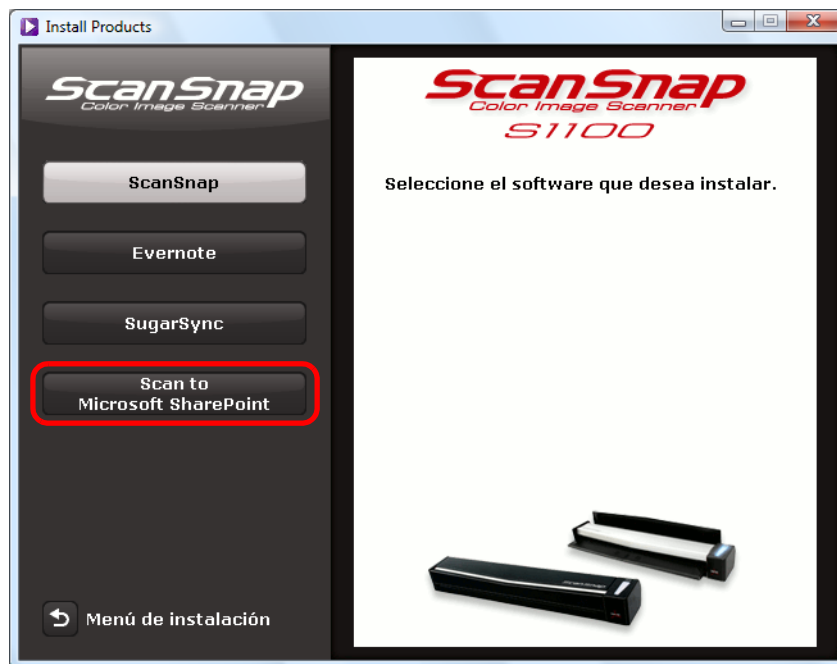 Install Products
ScanSnap
Color Image Scanner
ScanSnap
Evernote
SugarSync
Scan to
Microsoft SharePoint
Menú de instalación
ScanSnap
Color Image Scanner
S1100
Seleccione el software que desea instalar.
ScanSnap